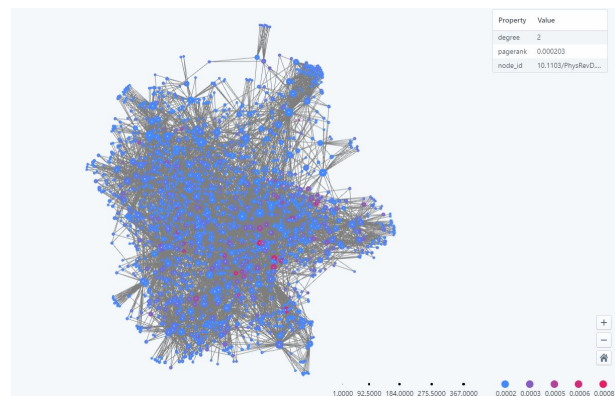 Property Value
degree 2
pagerank 0.000203
node_id 10.1103/PhysRevD....
1.0000 92.5000 184.0000 275.5000 367.0000
0.0002 0.0003 0.0005 0.0006 0.0008